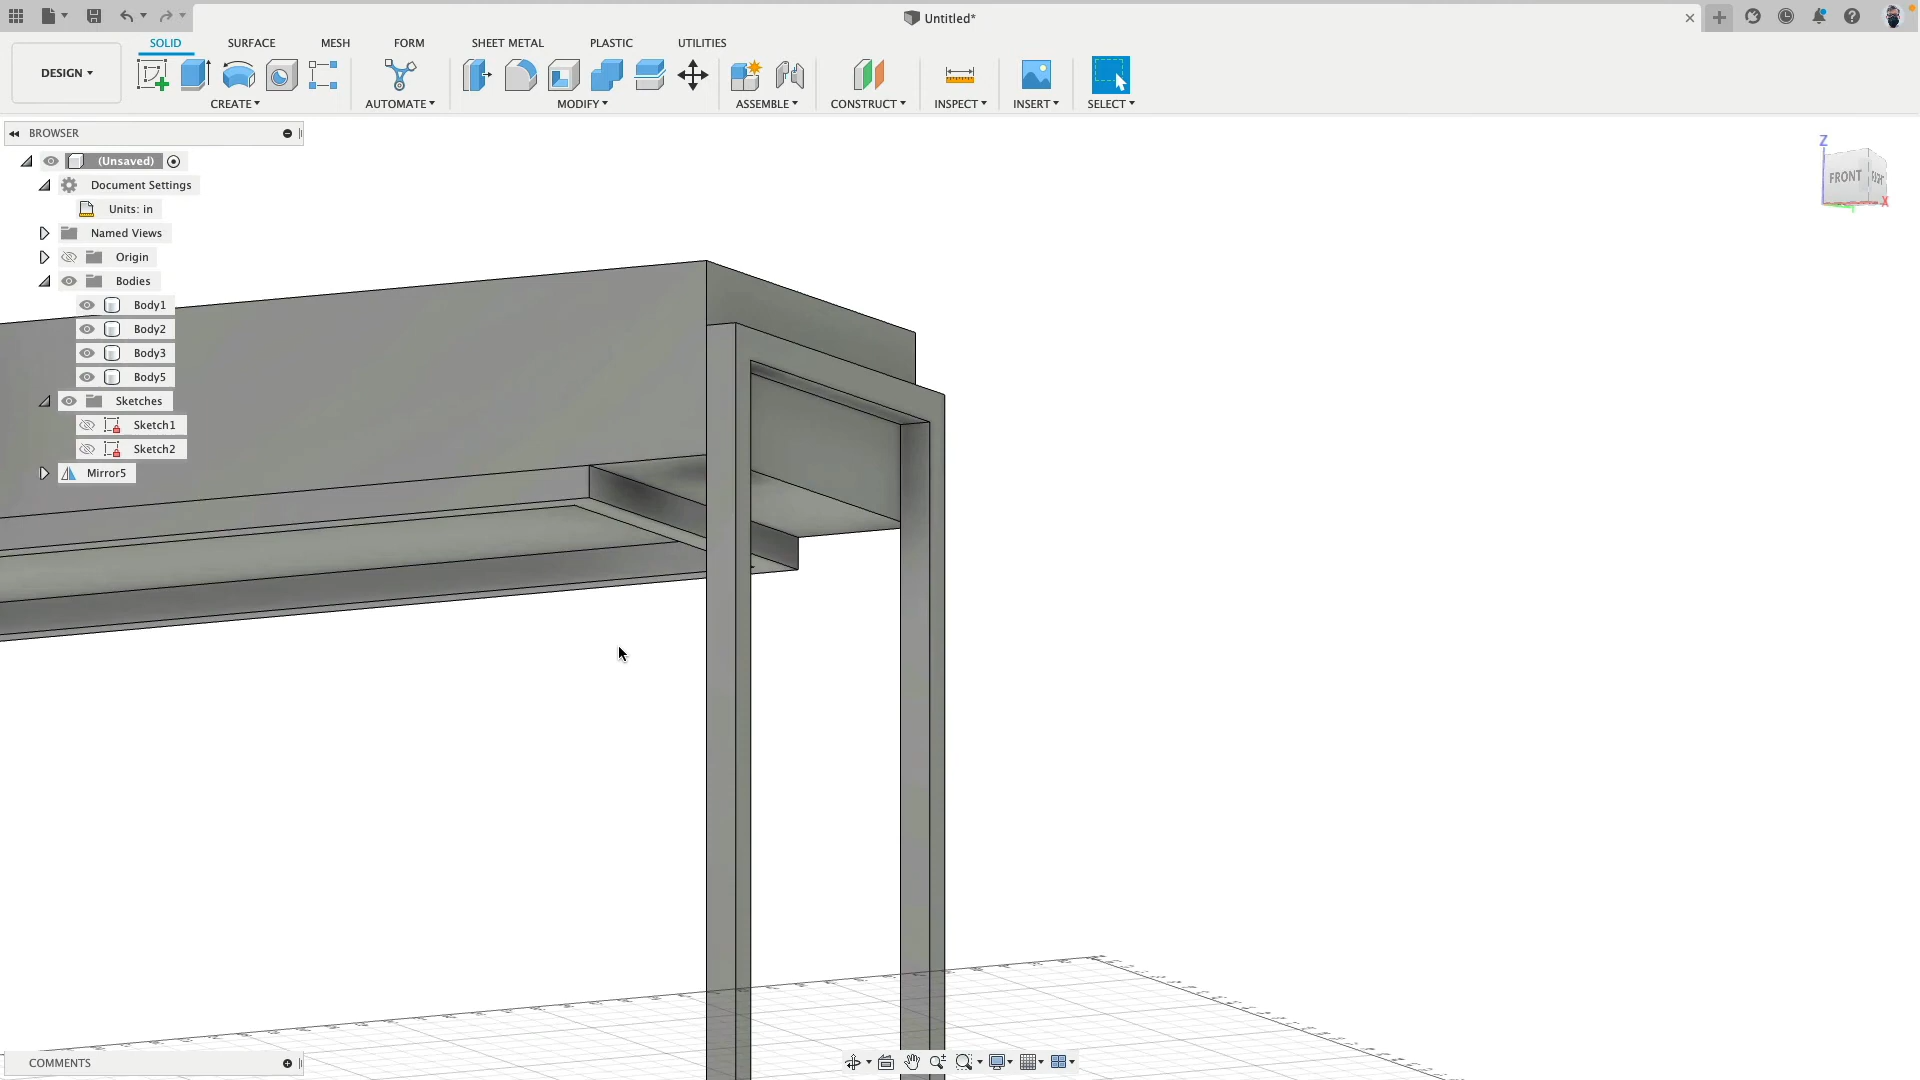 Untitled*
SOLID SURFACE MESH FORM SHEET METAL PLASTIC UTILITIES
DESIGN
CREATE AUTOMATE MODIFY ASSEMBLE CONSTRUCT INSPECT INSERT SELECT
BROWSER
(Unsaved)
Document Settings
Units: in
Named Views
Origin
Bodies
Body1
Body2
Body3
Body5
Sketches
Sketch1
Sketch2
Mirror5
Z
FRONT
RIGHT
X
COMMENTS